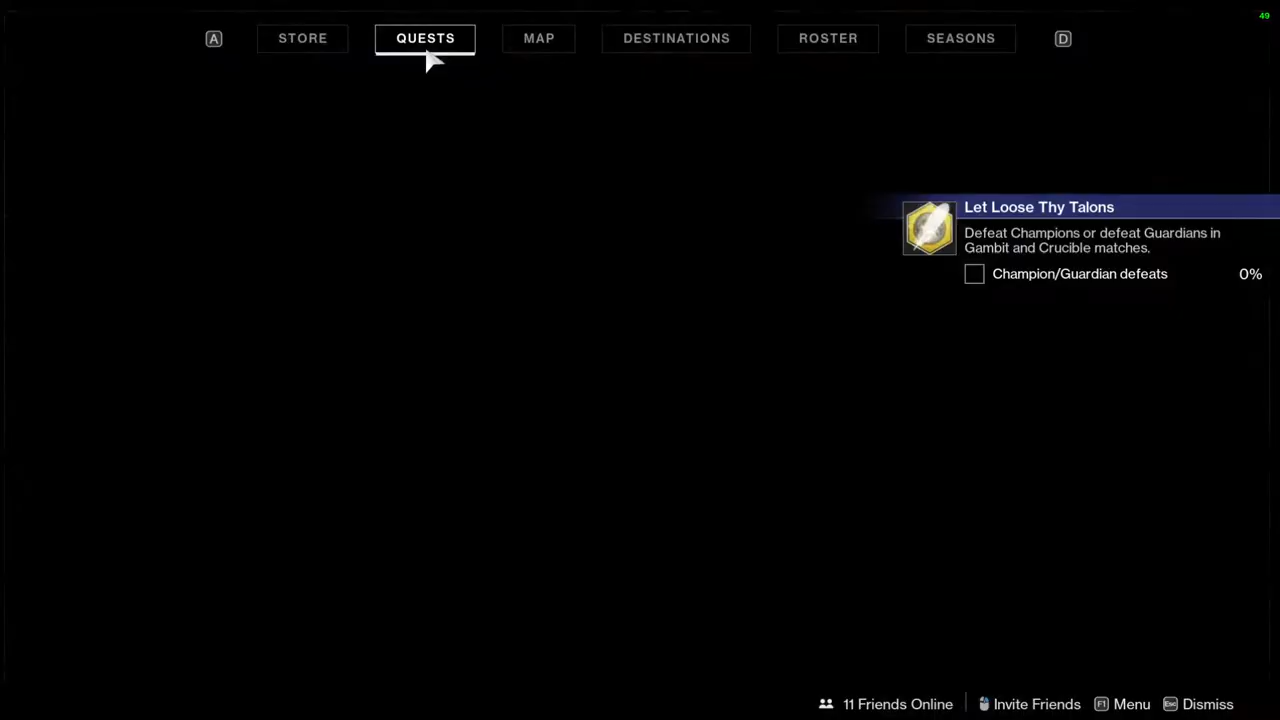 49
A STORE QUESTS MAP DESTINATIONS ROSTER SEASONS D
Let Loose Thy Talons
Defeat Champions or defeat Guardians in
Gambit and Crucible matches.
Champion/Guardian defeats 0%
11 Friends Online Invite Friends F1 Menu Esc Dismiss